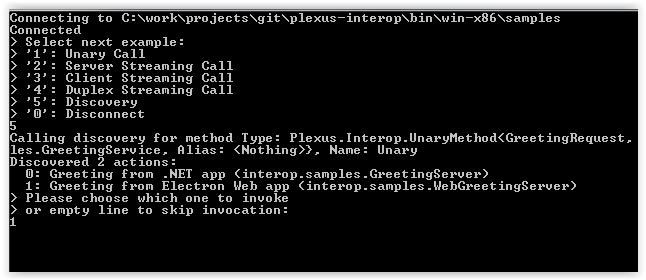 Connecting to C:\work\projects\git\plexus-interop\bin\win-x86\samples
Connected
> Select next example:
> '1': Unary Call
> '2': Server Streaming Call
> '3': Client Streaming Call
> '4': Duplex Streaming Call
> '5': Discovery
> '0': Disconnect
5
Calling discovery for method Type: Plexus.Interop.UnaryMethod<GreetingRequest,
les.GreetingService, Alias: <Nothing>}, Name: Unary
Discovered 2 actions:
  0: Greeting from .NET app (interop.samples.GreetingServer)
  1: Greeting from Electron Web app (interop.samples.WebGreetingServer)
> Please choose which one to invoke
> or empty line to skip invocation:
1